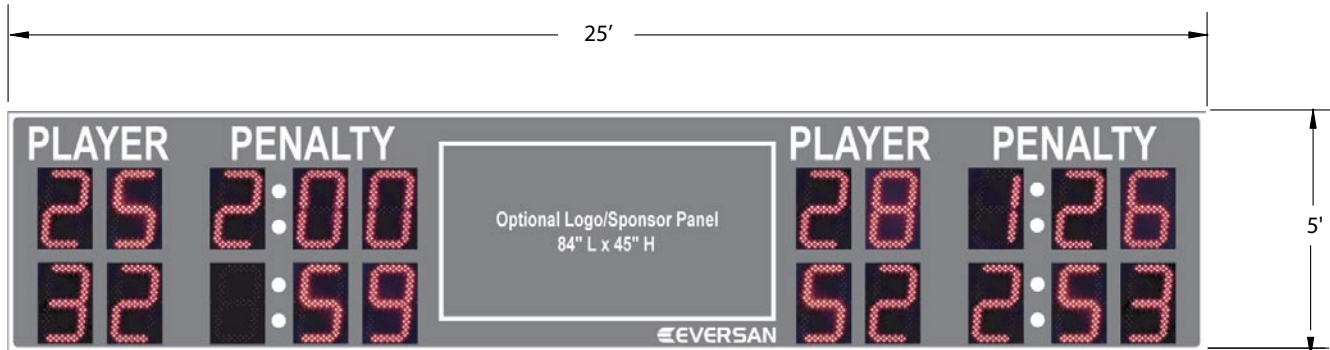 25’
PLAYER PENALTY PLAYER PENALTY
25 2:00 28 1:26
Optional Logo/Sponsor Panel
84" L x 45" H
5'
32 :59 52 2:53
EVERSAN